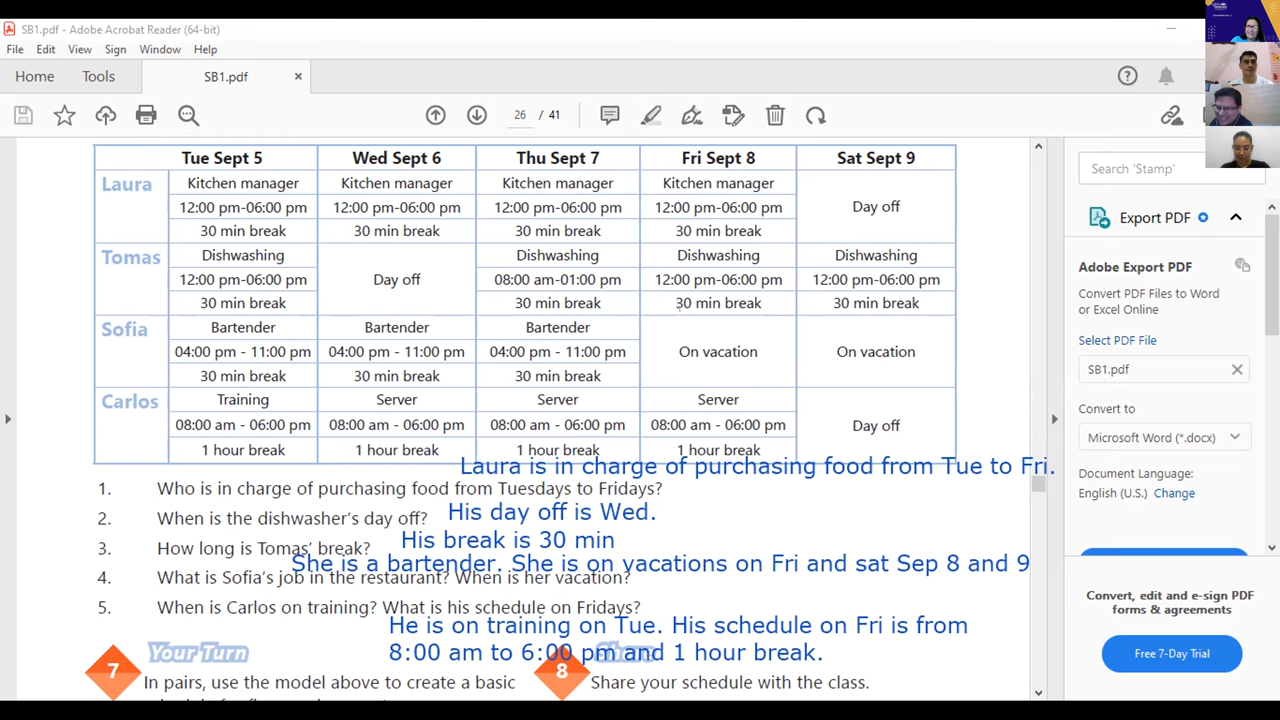 SB1.pdf - Adobe Acrobat Reader (64-bit)
File Edit View Sign Window Help
Home Tools SB1.pdf ×
26 / 41
Tue Sept 5 Wed Sept 6 Thu Sept 7 Fri Sept 8 Sat Sept 9
Laura Kitchen manager Kitchen manager Kitchen manager Kitchen manager
12:00 pm-06:00 pm 12:00 pm-06:00 pm 12:00 pm-06:00 pm 12:00 pm-06:00 pm Day off
30 min break 30 min break 30 min break 30 min break
Tomas Dishwashing Dishwashing Dishwashing Dishwashing
12:00 pm-06:00 pm Day off 08:00 am-01:00 pm 12:00 pm-06:00 pm 12:00 pm-06:00 pm
30 min break 30 min break 30 min break 30 min break
Sofia Bartender Bartender Bartender
04:00 pm - 11:00 pm 04:00 pm - 11:00 pm 04:00 pm - 11:00 pm On vacation On vacation
30 min break 30 min break 30 min break
Carlos Training Server Server Server
08:00 am - 06:00 pm 08:00 am - 06:00 pm 08:00 am - 06:00 pm 08:00 am - 06:00 pm Day off
1 hour break 1 hour break 1 hour break 1 hour break
Laura is in charge of purchasing food from Tue to Fri.
1. Who is in charge of purchasing food from Tuesdays to Fridays?
2. When is the dishwasher's day off? His day off is Wed.
His break is 30 min
3. How long is Tomas' break?
She is a bartender. She is on vacations on Fri and sat Sep 8 and 9
4. What is Sofia's job in the restaurant? When is her vacation?
5. When is Carlos on training? What is his schedule on Fridays?
He is on training on Tue. His schedule on Fri is from
8:00 am to 6:00 pm and 1 hour break.
7 Your Turn
In pairs, use the model above to create a basic
8
Share your schedule with the class.
Search 'Stamp'
Export PDF
Adobe Export PDF
Convert PDF Files to Word
or Excel Online
Select PDF File
SB1.pdf
Convert to
Microsoft Word (*.docx)
Document Language:
English (U.S.) Change
Convert, edit and e-sign PDF
forms & agreements
Free 7-Day Trial